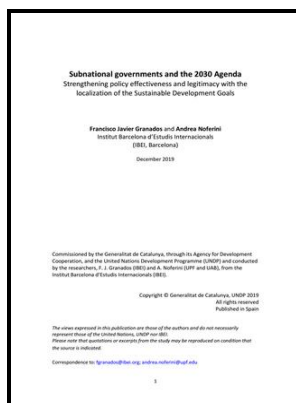 Subnational governments and the 2030 Agenda
Strengthening policy effectiveness and legitimacy with the
localization of the Sustainable Development Goals
Francisco Javier Granados and Andrea Noferini
Institut Barcelona d'Estudis Internacionals
(IBEI, Barcelona)
December 2019
Commissioned by the Generalitat de Catalunya, through its Agency for Development
Cooperation, and the United Nations Development Programme (UNDP) and conducted
by the researchers, F. J. Granados (IBEI) and A. Noferini (UPF and UAB), from the
Institut Barcelona d'Estudis Internacionals (IBEI).
Copyright © Generalitat de Catalunya, UNDP 2019
All rights reserved
Published in Spain
The views expressed in this publication are those of the authors and do not necessarily
represent those of the United Nations, UNDP nor IBEI.
Please note that quotations or excerpts from the study may be reproduced on condition that
the source is indicated.
Correspondence to: fgranados@ibei.org; andrea.noferini@upf.edu
1